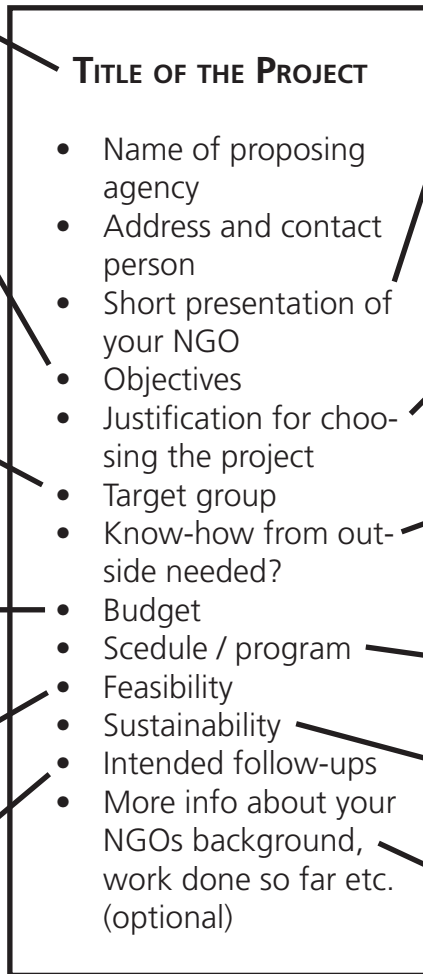 TITLE OF THE PROJECT
• Name of proposing
agency
• Address and contact
person
• Short presentation of
your NGO
• Objectives
• Justification for choo-
sing the project
• Target group
• Know-how from out-
side needed?
• Budget
• Scedule / program
• Feasibility
• Sustainability
• Intended follow-ups
• More info about your
NGOs background,
work done so far etc.
(optional)